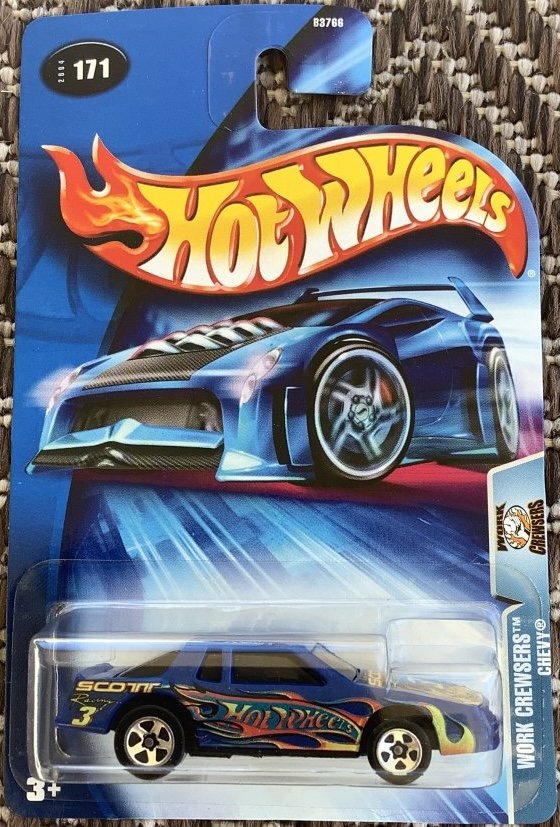 B3766
2004
171
HOT WHEELS
®
WORK
CREWSERS
WORK CREWSERS™
CHEVY®
SCOTT
Racing
3
HOT WHEELS
3+